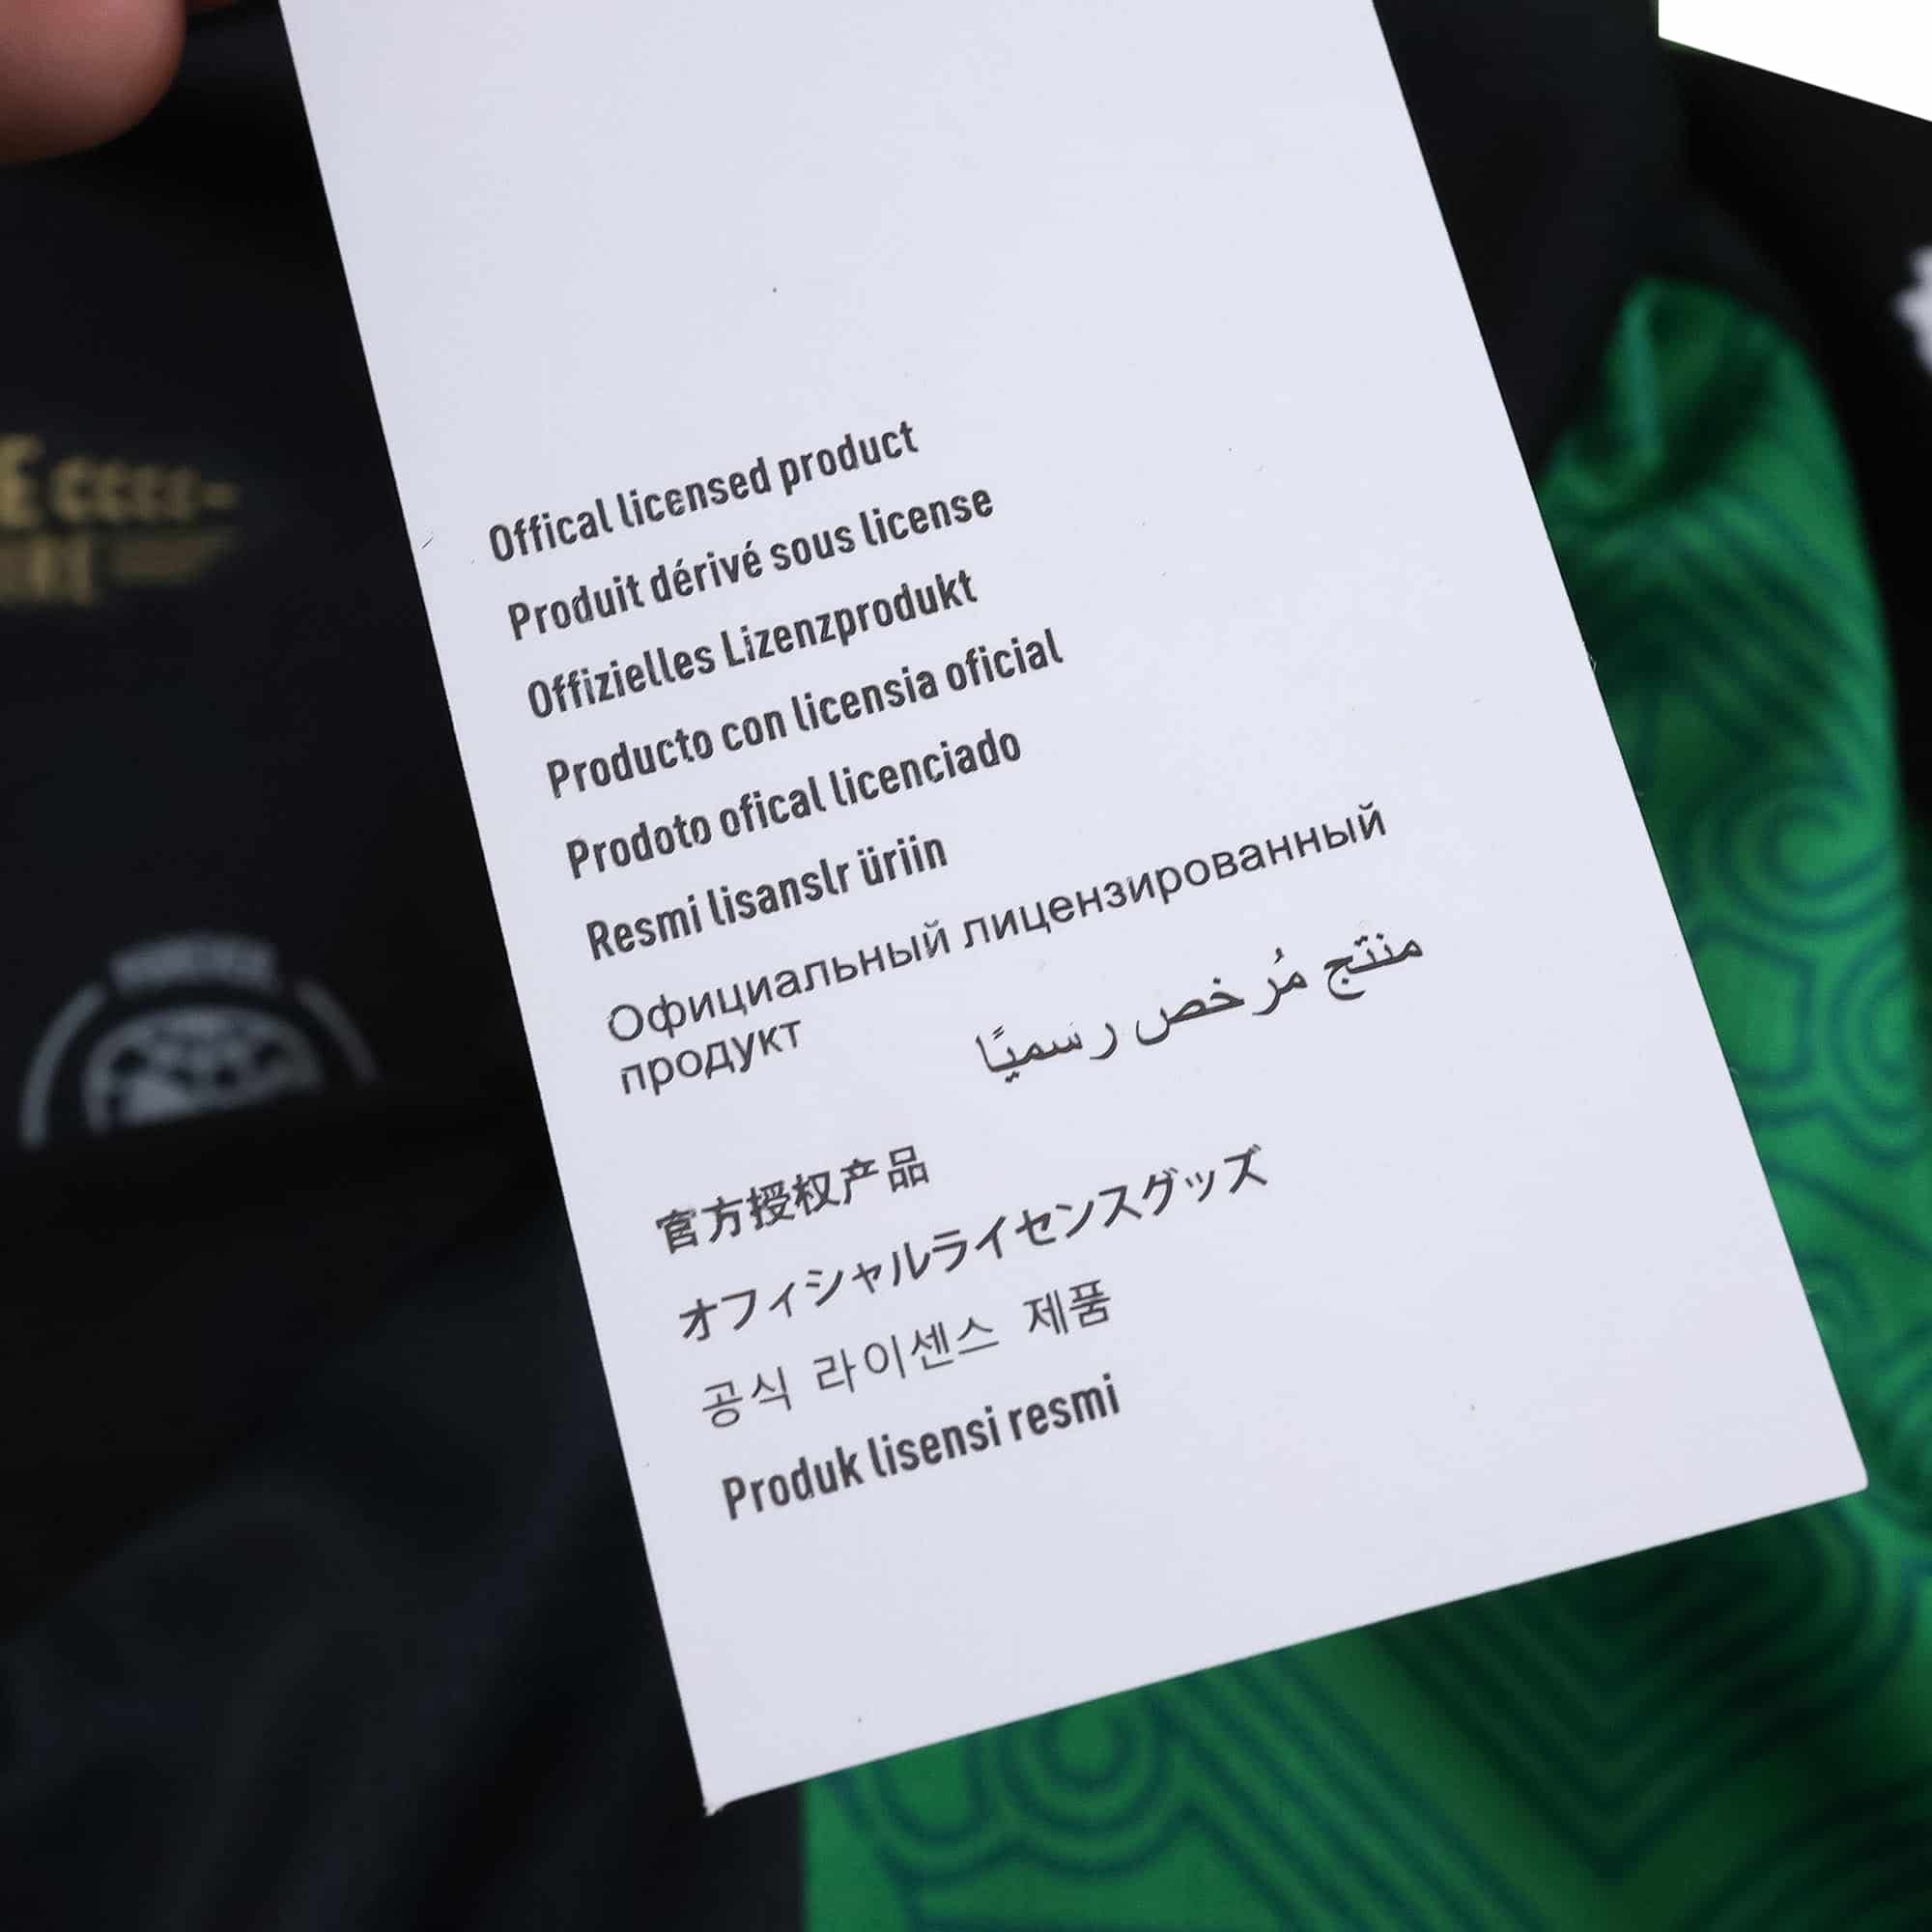 Offical licensed product
Produit dérivé sous license
Offizielles Lizenzprodukt
Producto con licensia oficial
Prodoto ofical licenciado
Resmi lisanslr üriin
Официальный лицензированный
продукт
منتج مُرخص رسميًا
官方授权产品
オフィシャルライセンスグッズ
공식 라이센스 제품
Produk lisensi resmi